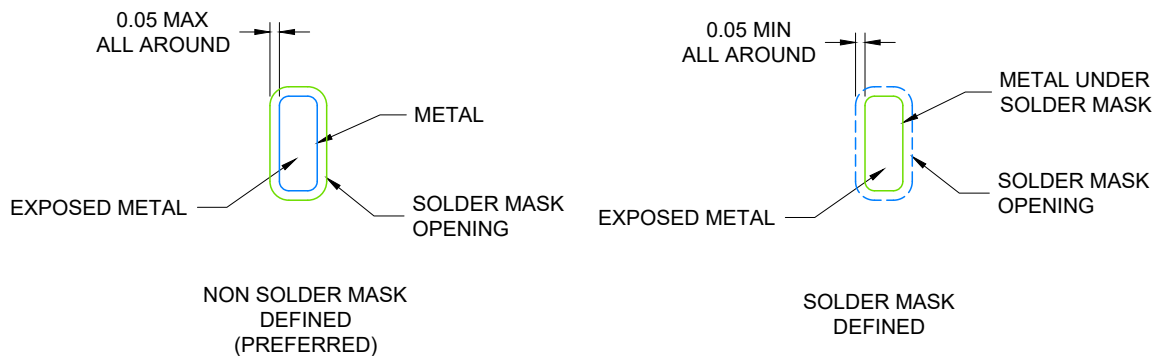 0.05 MAX
ALL AROUND
METAL
EXPOSED METAL
SOLDER MASK
OPENING
NON SOLDER MASK
DEFINED
(PREFERRED)
0.05 MIN
ALL AROUND
METAL UNDER
SOLDER MASK
SOLDER MASK
OPENING
EXPOSED METAL
SOLDER MASK
DEFINED